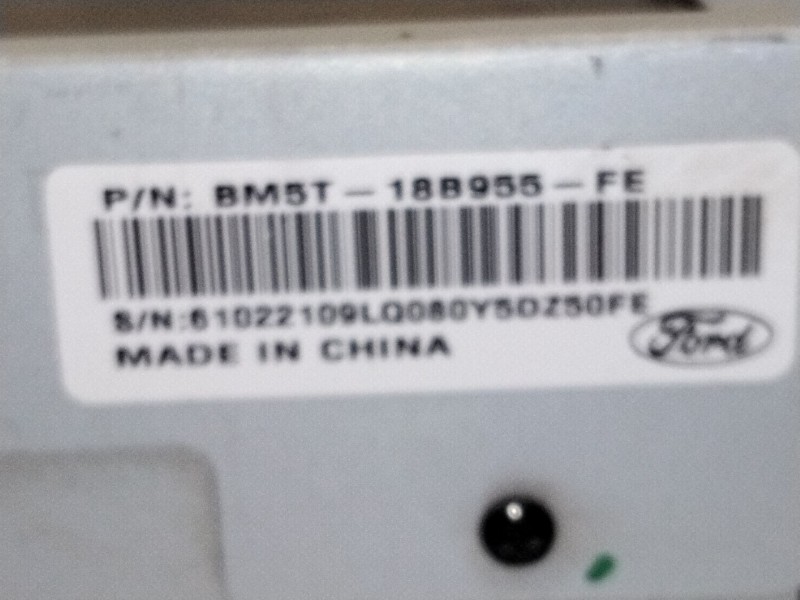 P/N: BM5T-18B955-FE
S/N:61022109LQ080Y5DZ50FE
MADE IN CHINA
Ford